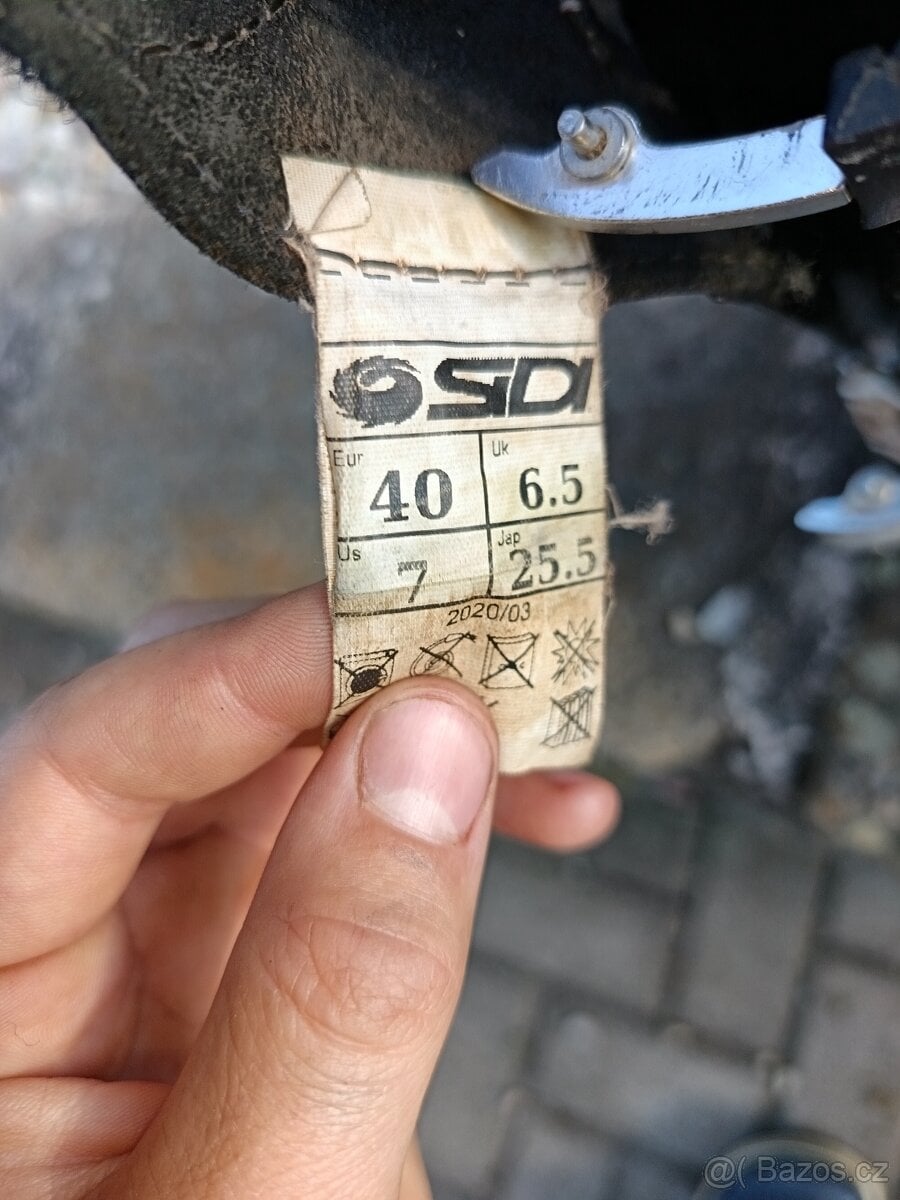 SIDI
Eur 40 Uk 6.5
Us 7 Jap 25.5
2020/03
@( Bazos.cz